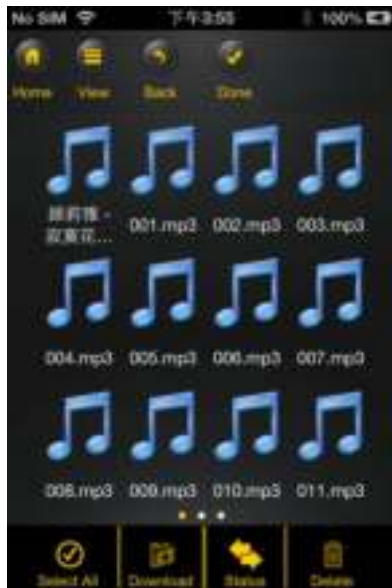 No SIM 下午3:55 100%
Home View Back Done
001.mp3 002.mp3 003.mp3
004.mp3 005.mp3 006.mp3 007.mp3
008.mp3 009.mp3 010.mp3 011.mp3
Select All Download Status Delete